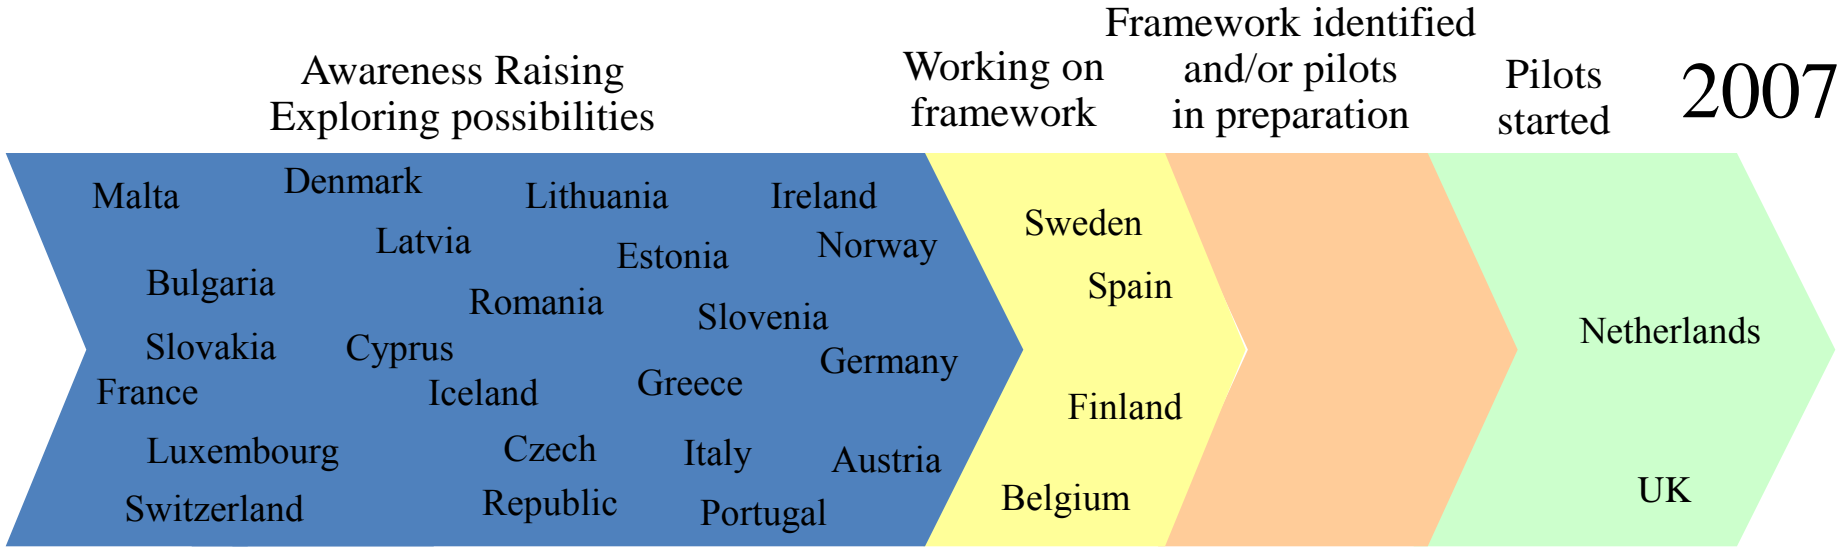 Awareness Raising
Exploring possibilities
Working on
framework
Framework identified
and/or pilots
in preparation
Pilots
started
2007
Malta
Denmark
Lithuania
Ireland
Latvia
Estonia
Norway
Bulgaria
Romania
Slovenia
Slovakia
Cyprus
Germany
France
Iceland
Greece
Luxembourg
Czech
Republic
Italy
Austria
Switzerland
Portugal
Sweden
Spain
Finland
Belgium
Netherlands
UK